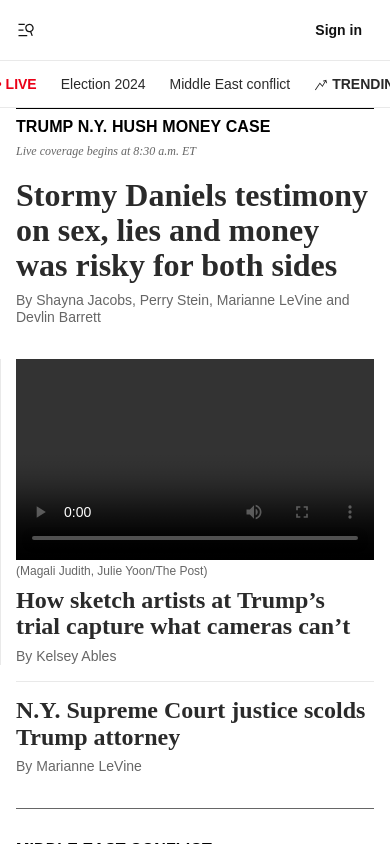 Sign in
LIVE Election 2024 Middle East conflict TRENDIN
TRUMP N.Y. HUSH MONEY CASE
Live coverage begins at 8:30 a.m. ET
Stormy Daniels testimony
on sex, lies and money
was risky for both sides
By Shayna Jacobs, Perry Stein, Marianne LeVine and
Devlin Barrett
0:00
(Magali Judith, Julie Yoon/The Post)
How sketch artists at Trump’s
trial capture what cameras can’t
By Kelsey Ables
N.Y. Supreme Court justice scolds
Trump attorney
By Marianne LeVine